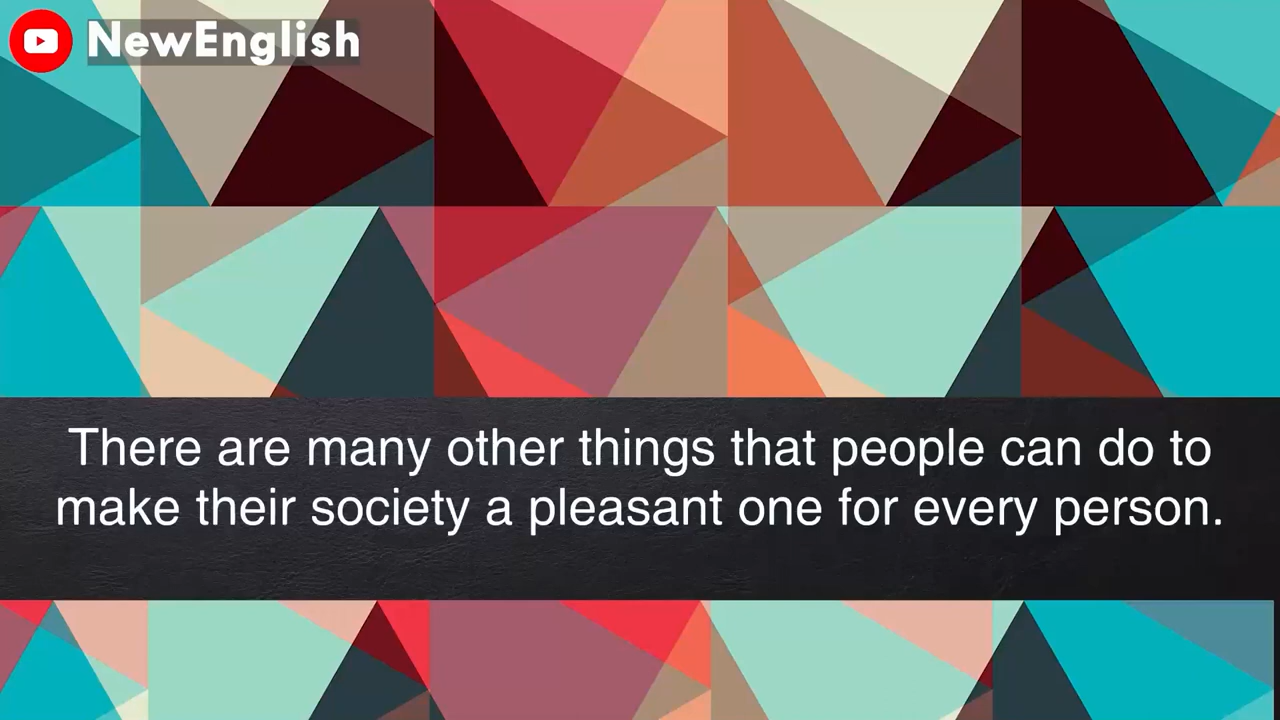 NewEnglish
There are many other things that people can do to
make their society a pleasant one for every person.